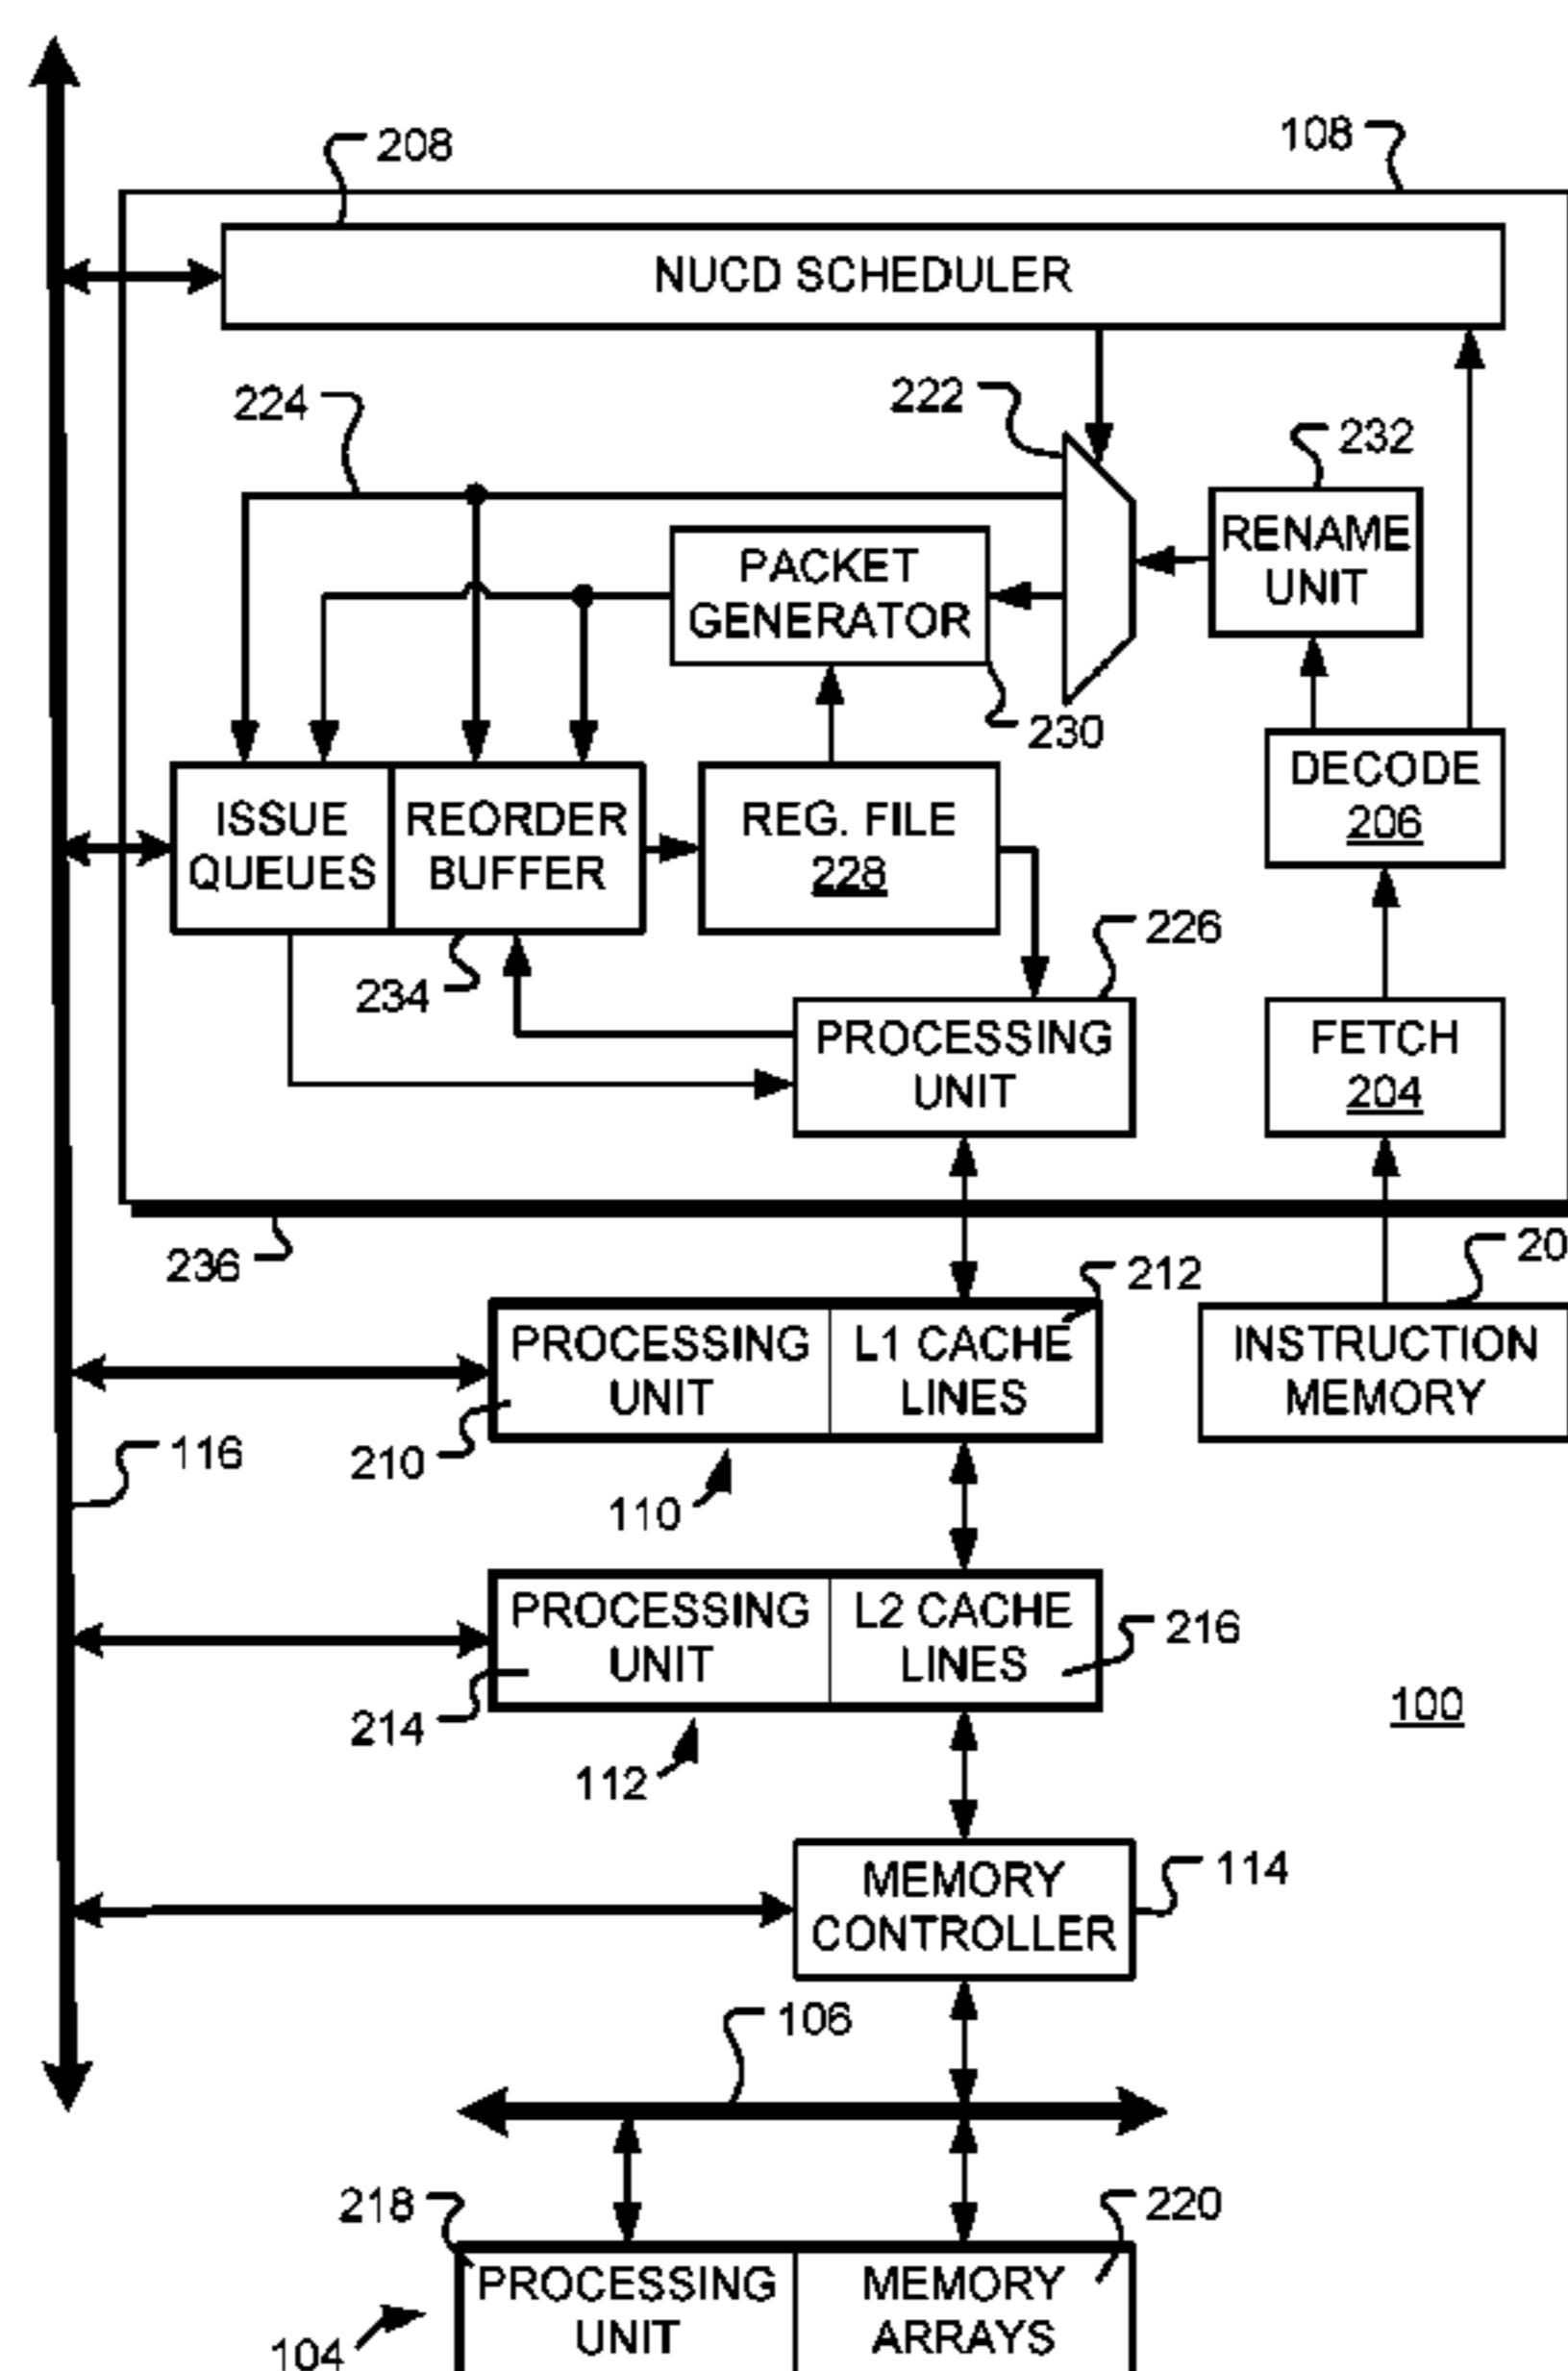 208
108
NUCD SCHEDULER
224
222
232
RENAME
UNIT
PACKET
GENERATOR
230
DECODE
206
ISSUE
QUEUES
REORDER
BUFFER
REG. FILE
228
226
234
PROCESSING
UNIT
FETCH
204
236
20
212
PROCESSING
UNIT
L1 CACHE
LINES
INSTRUCTION
MEMORY
116
210
110
PROCESSING
UNIT
L2 CACHE
LINES
216
214
112
100
MEMORY
CONTROLLER
114
106
218
220
PROCESSING
UNIT
MEMORY
ARRAYS
104